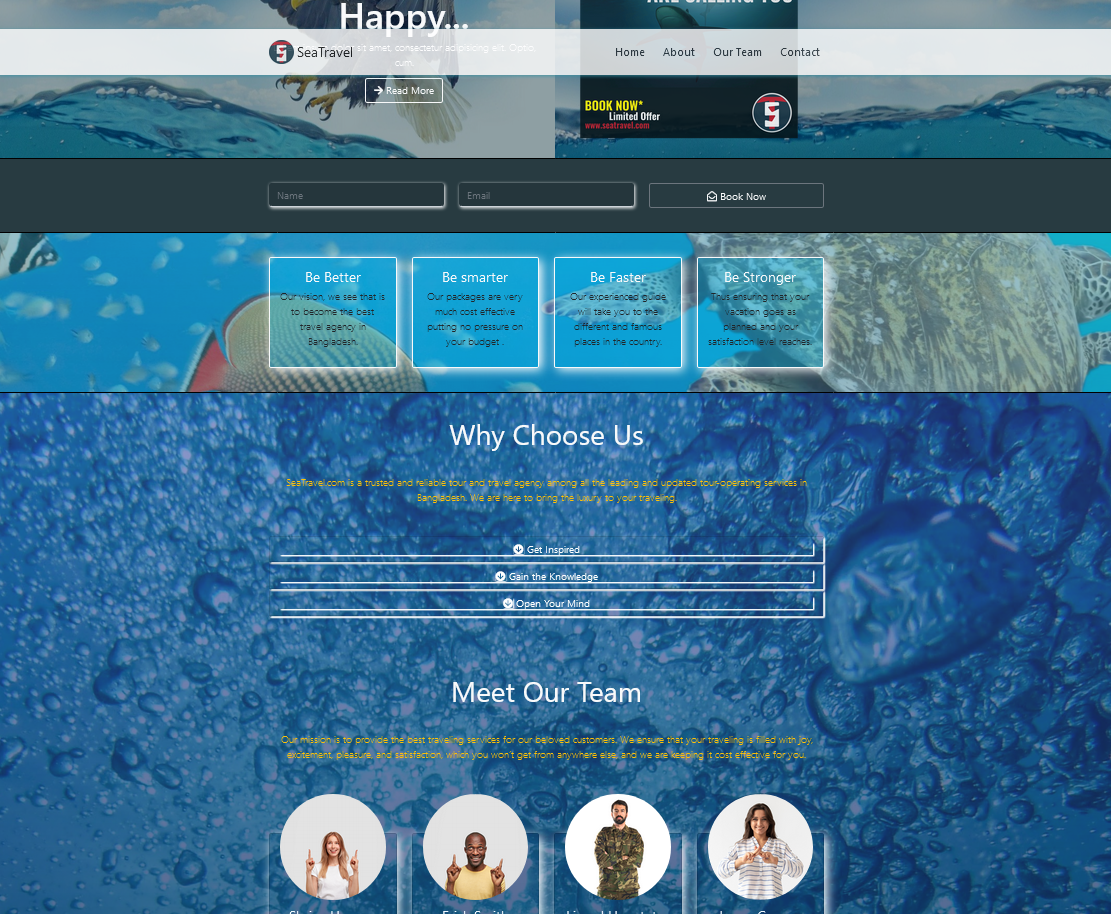 Happy...
ARE CALLING YOU
SeaTravel
Home
About
Our Team
Contact
sit amet, consectetur adipisicing elit. Optio,
cum.
Read More
BOOK NOW*
Limited Offer
www.seatravel.com
Name
Email
Book Now
Be Better
Our vision, we see that is
to become the best
travel agency in
Bangladesh.
Be smarter
Our packages are very
much cost effective
putting no pressure on
your budget .
Be Faster
Our experienced guide
will take you to the
different and famous
places in the country.
Be Stronger
Thus ensuring that your
vacation goes as
planned and your
satisfaction level reaches.
Why Choose Us
SeaTravel.com is a trusted and reliable tour and travel agency among all the leading and updated tour-operating services in
Bangladesh. We are here to bring the luxury to your traveling.
Get Inspired
Gain the Knowledge
Open Your Mind
Meet Our Team
Our mission is to provide the best traveling services for our beloved customers. We ensure that your traveling is filled with joy,
excitement, pleasure, and satisfaction, which you won't get from anywhere else, and we are keeping it cost effective for you.